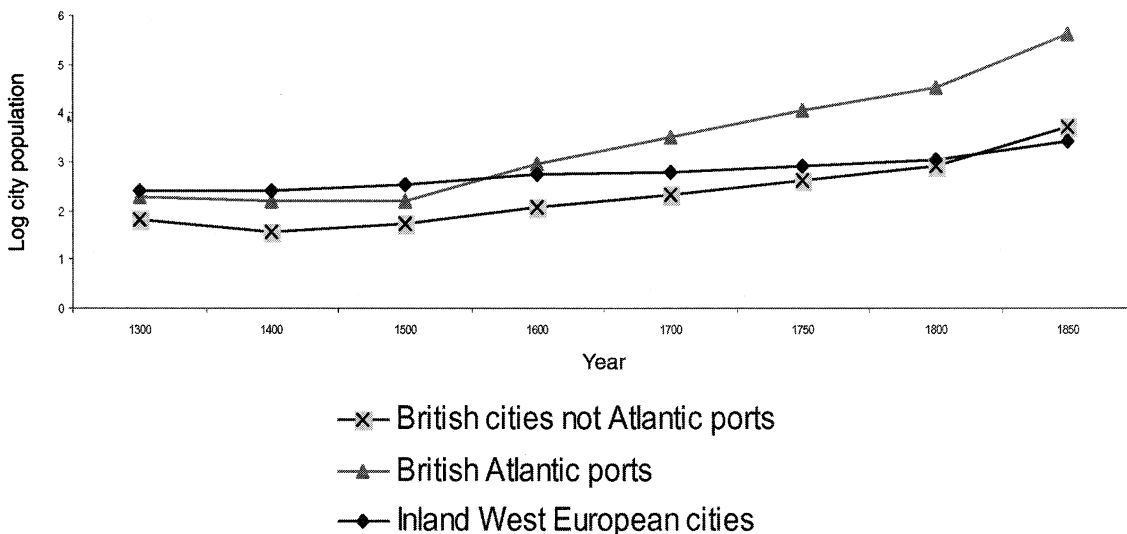 6
5
4
3
2
1
0
Log city population
1300 1400 1500 1600 1700 1750 1800 1850
Year
British cities not Atlantic ports
British Atlantic ports
Inland West European cities